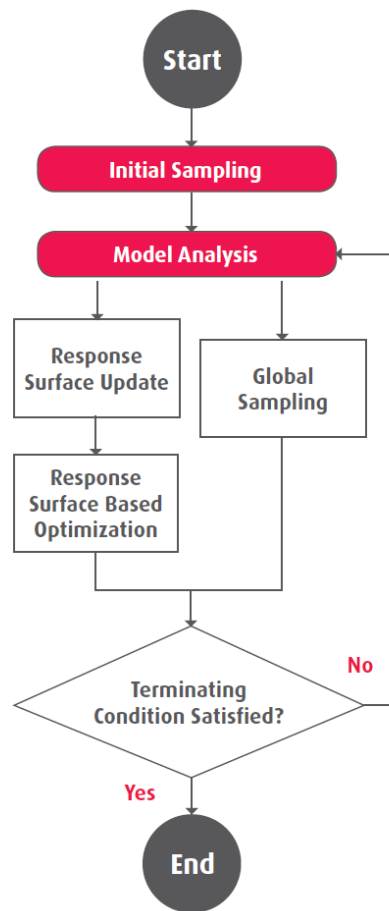 Start
Initial Sampling
Model Analysis
Response
Surface Update
Global
Sampling
Response
Surface Based
Optimization
Terminating
Condition Satisfied?
No
Yes
End